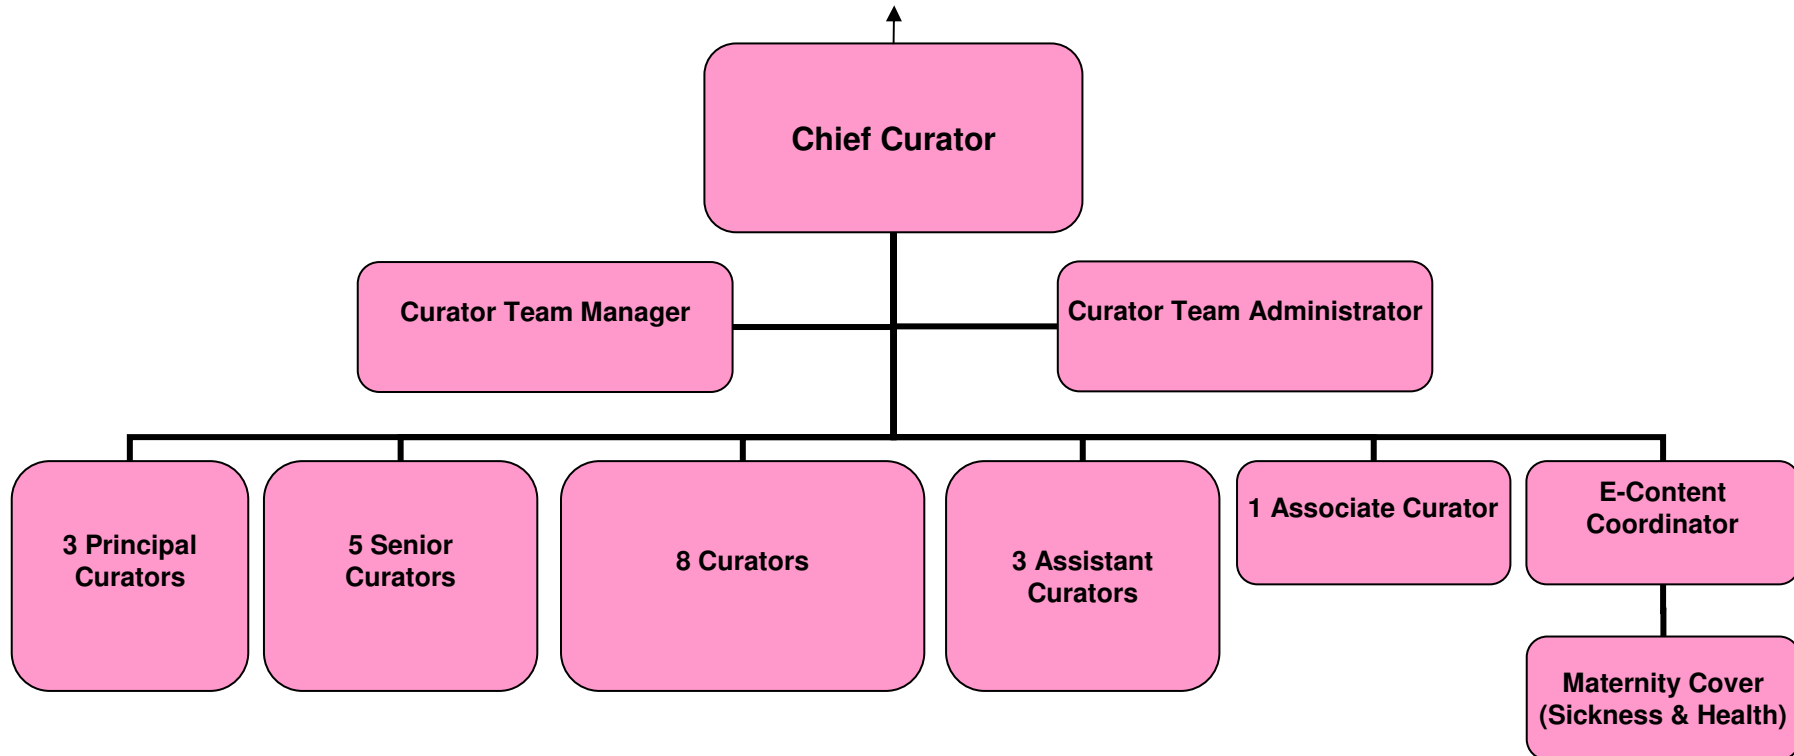 Chief Curator
Curator Team Manager
Curator Team Administrator
3 Principal
Curators
5 Senior
Curators
8 Curators
3 Assistant
Curators
1 Associate Curator
E-Content
Coordinator
Maternity Cover
(Sickness & Health)